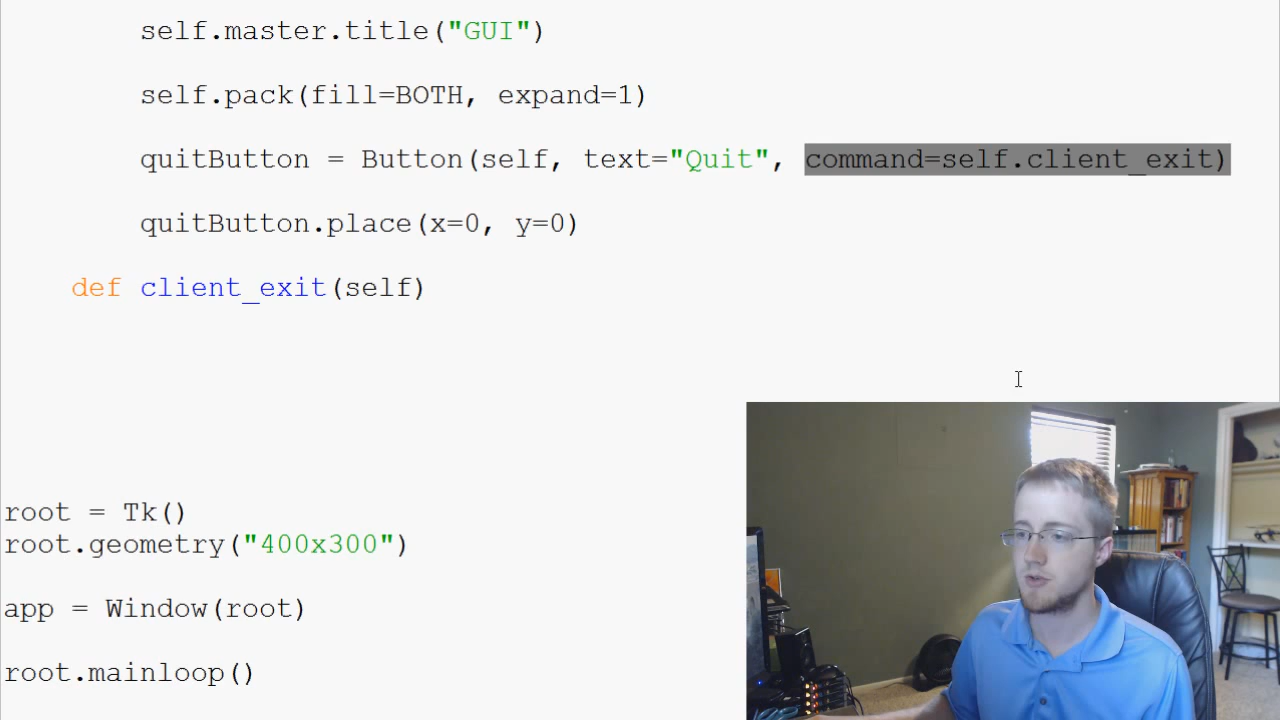 self.master.title("GUI")
self.pack(fill=BOTH, expand=1)
quitButton = Button(self, text="Quit", command=self.client_exit)
quitButton.place(x=0, y=0)
def client_exit(self)
root = Tk()
root.geometry("400x300")
app = Window(root)
root.mainloop()